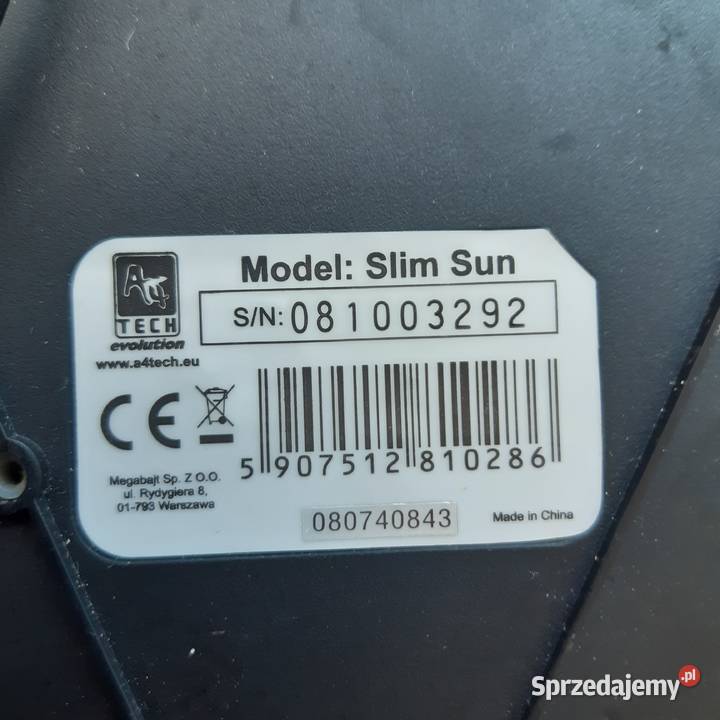 A4
TECH
evolution
www.a4tech.eu
Model: Slim Sun
S/N: 081003292
CE
5 907512 810286
Megabajt Sp. Z O.O.
ul. Rydygiera 8,
01-793 Warszawa
080740843
Made in China
Sprzedajemy.pl